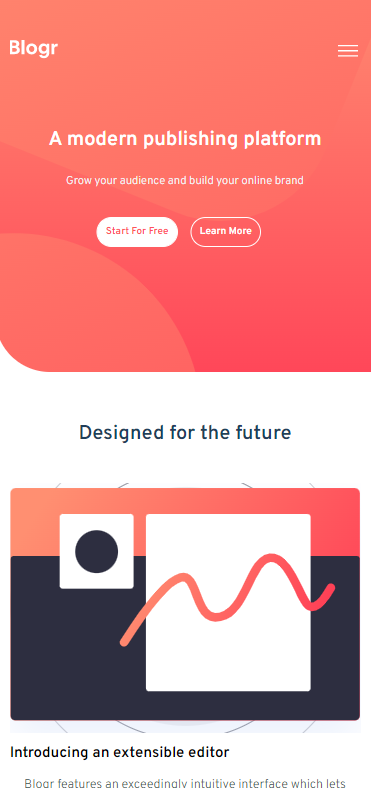 Blogr
A modern publishing platform
Grow your audience and build your online brand
Start For Free
Learn More
Designed for the future
Introducing an extensible editor
Blogr features an exceedingly intuitive interface which lets